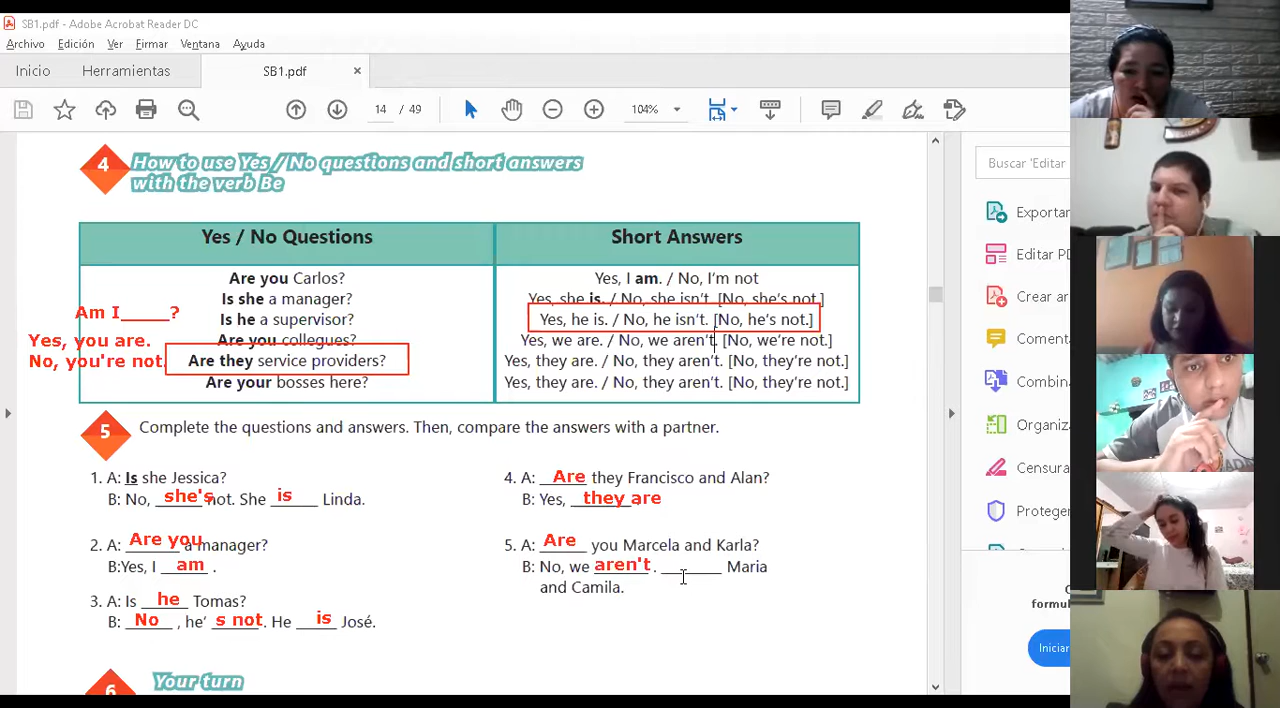 SB1.pdf - Adobe Acrobat Reader DC
Archivo Edición Ver Firmar Ventana Ayuda
Inicio Herramientas SB1.pdf ×
14 / 49 104%
4 How to use Yes / No questions and short answers
with the verb Be
Yes / No Questions Short Answers
Are you Carlos? Yes, I am. / No, I'm not
Is she a manager? Yes, she is. / No, she isn't. [No, she's not.]
Am I_____?
Is he a supervisor? Yes, he is. / No, he isn't. [No, he's not.]
Yes, you are.
Are you collegues? Yes, we are. / No, we aren't. [No, we're not.]
No, you're not.
Are they service providers? Yes, they are. / No, they aren't. [No, they're not.]
Are your bosses here? Yes, they are. / No, they aren't. [No, they're not.]
5 Complete the questions and answers. Then, compare the answers with a partner.
1. A: Is she Jessica?
B: No, she's not. She is Linda.
2. A: Are you a manager?
B:Yes, I am .
3. A: Is he Tomas?
B: No , he' s not . He is José.
4. A: Are they Francisco and Alan?
B: Yes, they are
5. A: Are you Marcela and Karla?
B: No, we aren't . _______ Maria
and Camila.
6 Your turn
Buscar 'Editar
Exportar
Editar PD
Crear ar
Comenta
Combin
Organiz
Censura
Proteger
formu
Iniciar